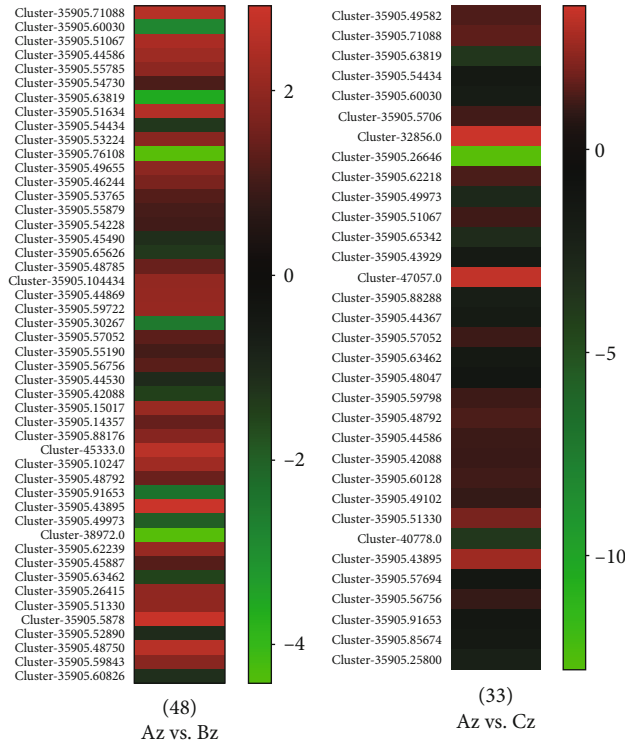 Cluster-35905.71088
Cluster-35905.60030
Cluster-35905.51067
Cluster-35905.44586
Cluster-35905.55785
Cluster-35905.54730
Cluster-35905.63819
Cluster-35905.51634
Cluster-35905.54434
Cluster-35905.53224
Cluster-35905.76108
Cluster-35905.49655
Cluster-35905.46244
Cluster-35905.53765
Cluster-35905.55879
Cluster-35905.54228
Cluster-35905.45490
Cluster-35905.65626
Cluster-35905.48785
Cluster-35905.104434
Cluster-35905.44869
Cluster-35905.59722
Cluster-35905.30267
Cluster-35905.57052
Cluster-35905.55190
Cluster-35905.56756
Cluster-35905.44530
Cluster-35905.42088
Cluster-35905.15017
Cluster-35905.14357
Cluster-35905.88176
Cluster-45333.0
Cluster-35905.10247
Cluster-35905.48792
Cluster-35905.91653
Cluster-35905.43895
Cluster-35905.49973
Cluster-38972.0
Cluster-35905.62239
Cluster-35905.45887
Cluster-35905.63462
Cluster-35905.26415
Cluster-35905.51330
Cluster-35905.5878
Cluster-35905.52890
Cluster-35905.48750
Cluster-35905.59843
Cluster-35905.60826
2
0
−2
−4
(48)
Az vs. Bz
Cluster-35905.49582
Cluster-35905.71088
Cluster-35905.63819
Cluster-35905.54434
Cluster-35905.60030
Cluster-35905.5706
Cluster-32856.0
Cluster-35905.26646
Cluster-35905.62218
Cluster-35905.49973
Cluster-35905.51067
Cluster-35905.65342
Cluster-35905.43929
Cluster-47057.0
Cluster-35905.88288
Cluster-35905.44367
Cluster-35905.57052
Cluster-35905.63462
Cluster-35905.48047
Cluster-35905.59798
Cluster-35905.48792
Cluster-35905.44586
Cluster-35905.42088
Cluster-35905.60128
Cluster-35905.49102
Cluster-35905.51330
Cluster-40778.0
Cluster-35905.43895
Cluster-35905.57694
Cluster-35905.56756
Cluster-35905.91653
Cluster-35905.85674
Cluster-35905.25800
0
−5
−10
(33)
Az vs. Cz